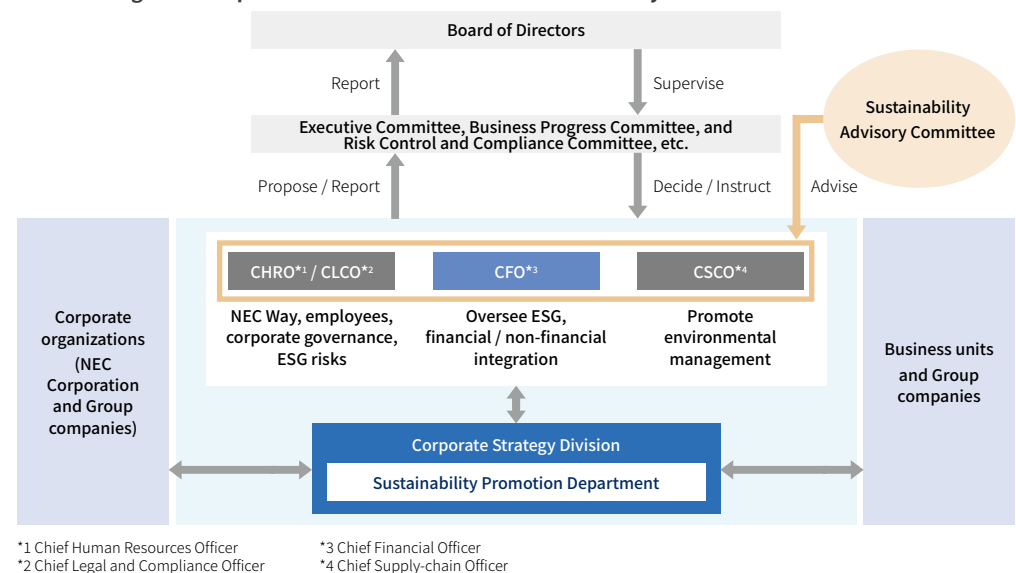 Board of Directors
Report
Supervise
Executive Committee, Business Progress Committee, and
Risk Control and Compliance Committee, etc.
Sustainability
Advisory Committee
Propose / Report
Decide / Instruct
Advise
CHRO*1 / CLCO*2
CFO*3
CSCO*4
NEC Way, employees,
corporate governance,
ESG risks
Oversee ESG,
financial / non-financial
integration
Promote
environmental
management
Corporate
organizations
(NEC
Corporation
and Group
companies)
Business units
and Group
companies
Corporate Strategy Division
Sustainability Promotion Department
*1 Chief Human Resources Officer
*2 Chief Legal and Compliance Officer
*3 Chief Financial Officer
*4 Chief Supply-chain Officer